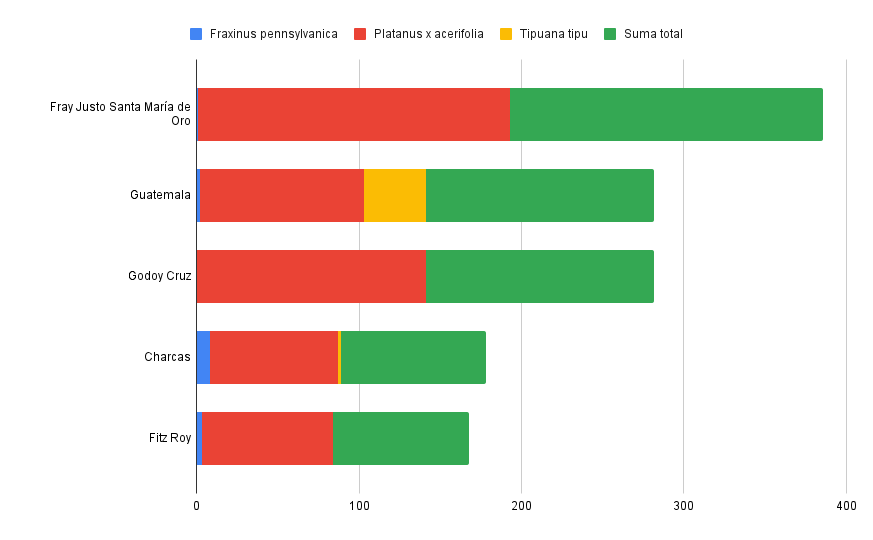 Fraxinus pennsylvanica Platanus x acerifolia Tipuana tipu Suma total
Fray Justo Santa María de
Oro
Guatemala
Godoy Cruz
Charcas
Fitz Roy
0 100 200 300 400